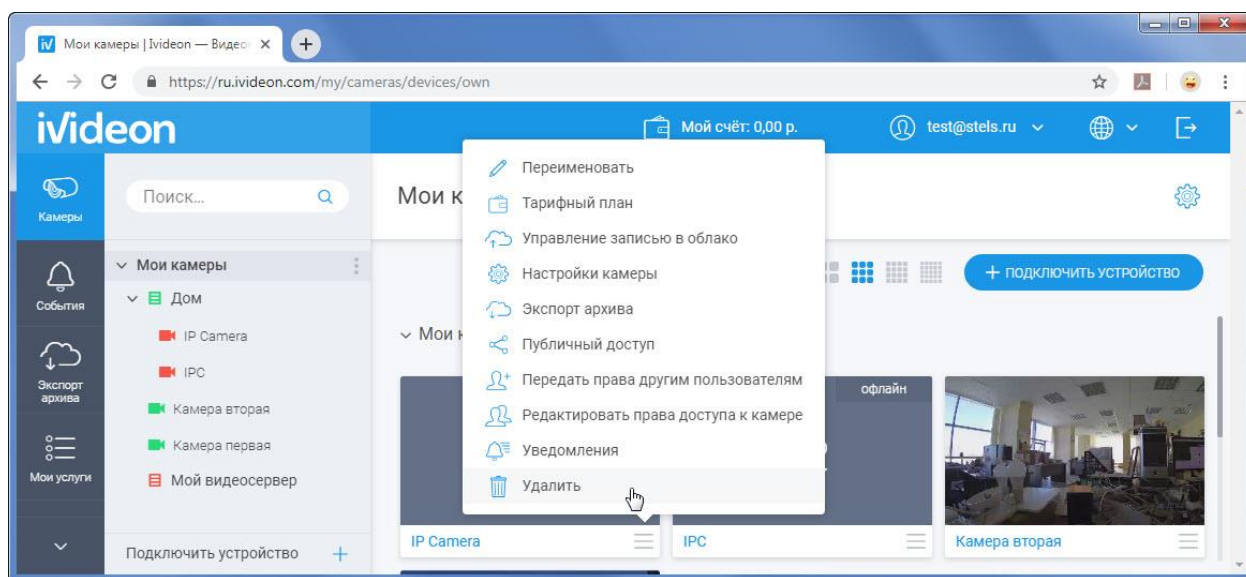 Мои камеры | Ivideon — Видео
https://ru.ivideon.com/my/cameras/devices/own
iVideon
Мой счёт: 0,00 р.
test@stels.ru
Камеры
События
Экспорт
архива
Мои услуги
Поиск...
Мои камеры
Дом
IP Camera
IPC
Камера вторая
Камера первая
Мой видеосервер
Подключить устройство
Мои к
ПОДКЛЮЧИТЬ УСТРОЙСТВО
Мои к
Переименовать
Тарифный план
Управление записью в облако
Настройки камеры
Экспорт архива
Публичный доступ
Передать права другим пользователям
Редактировать права доступа к камере
Уведомления
Удалить
офлайн
IP Camera
IPC
Камера вторая